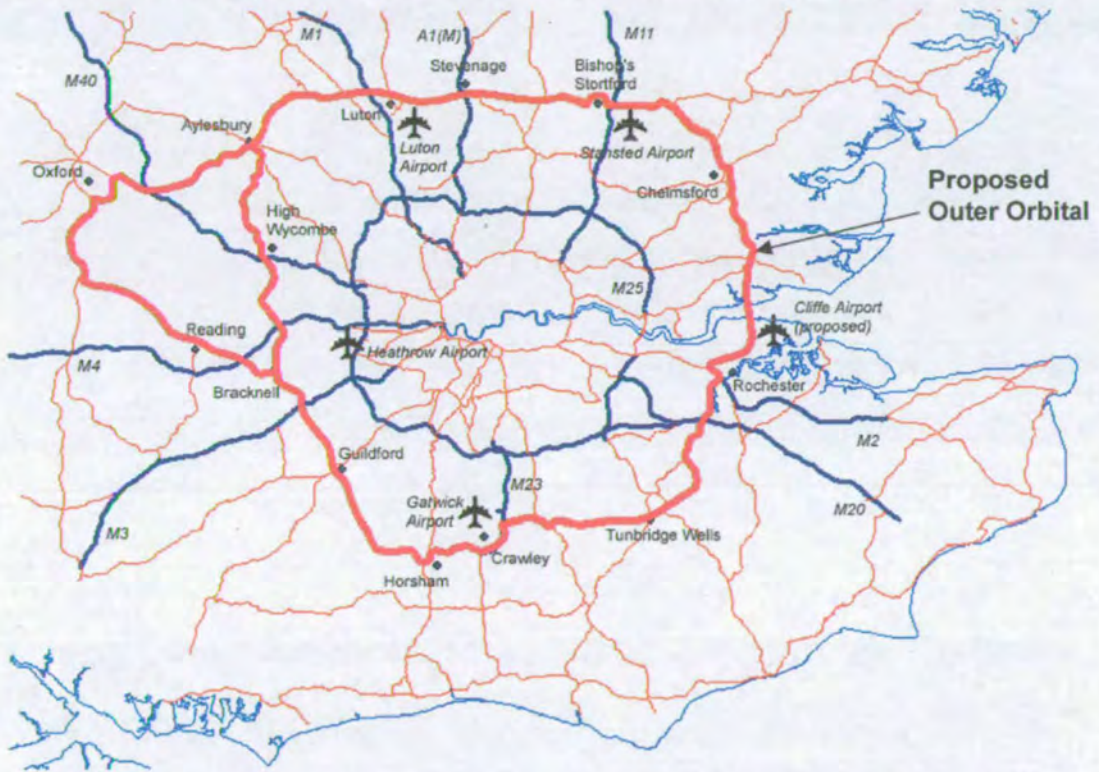 M1
A1(M)
M11
Stevenage
Bishop's
Stortford
M40
Luton
Aylesbury
Luton
Airport
Stansted Airport
Oxford
Chelmsford
Proposed
Outer Orbital
High
Wycombe
M25
Cliffe Airport
(proposed)
Reading
Heathrow Airport
M4
Rochester
Bracknell
M2
Guildford
M23
Gatwick
Airport
M20
M3
Tunbridge Wells
Crawley
Horsham